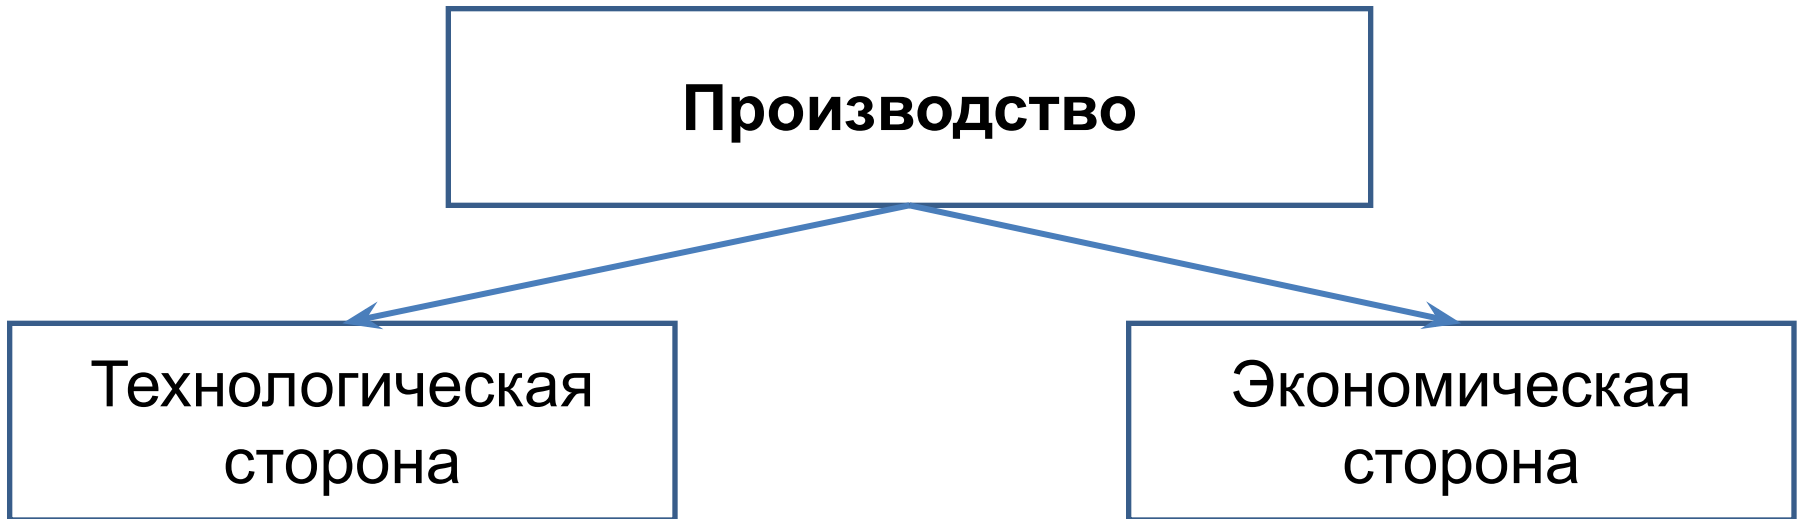 Производство
Технологическая
сторона
Экономическая
сторона